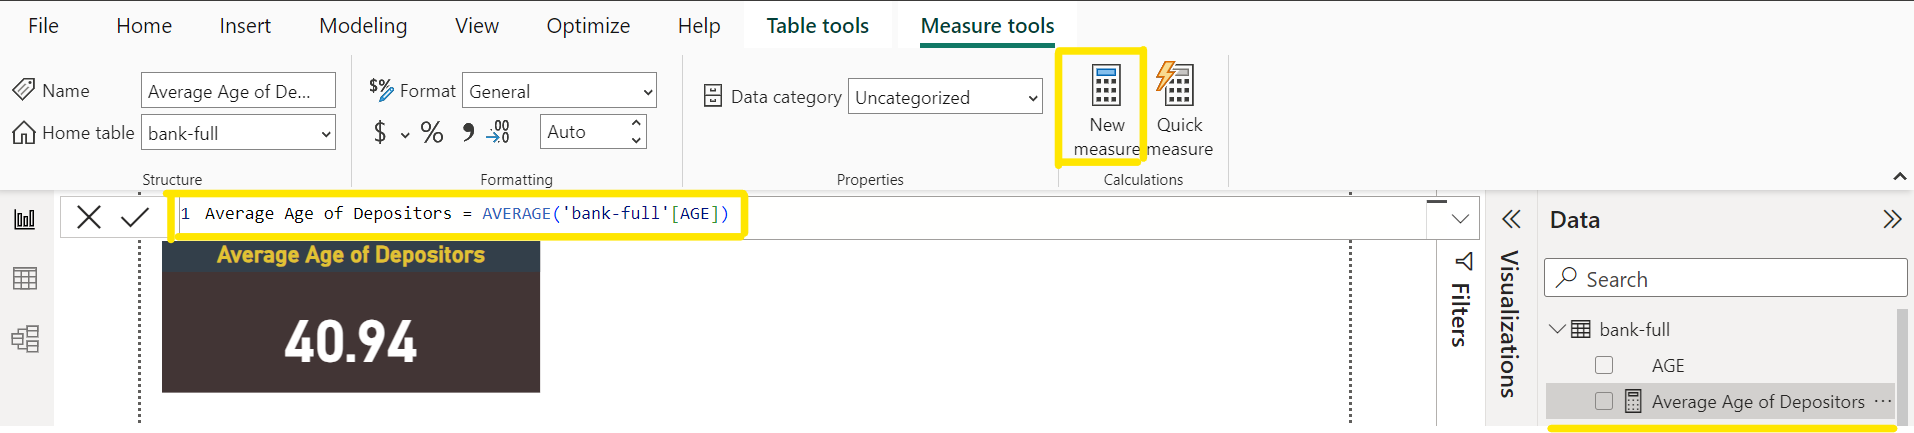 File Home Insert Modeling View Optimize Help Table tools Measure tools
Name Average Age of De... $% Format General Data category Uncategorized New measure Quick measure
Home table bank-full $ % , .00 →0 Auto
Structure Formatting Properties Calculations
1 Average Age of Depositors = AVERAGE('bank-full'[AGE])
Average Age of Depositors
40.94
Filters
Visualizations
Data
Search
bank-full
AGE
Average Age of Depositors ...